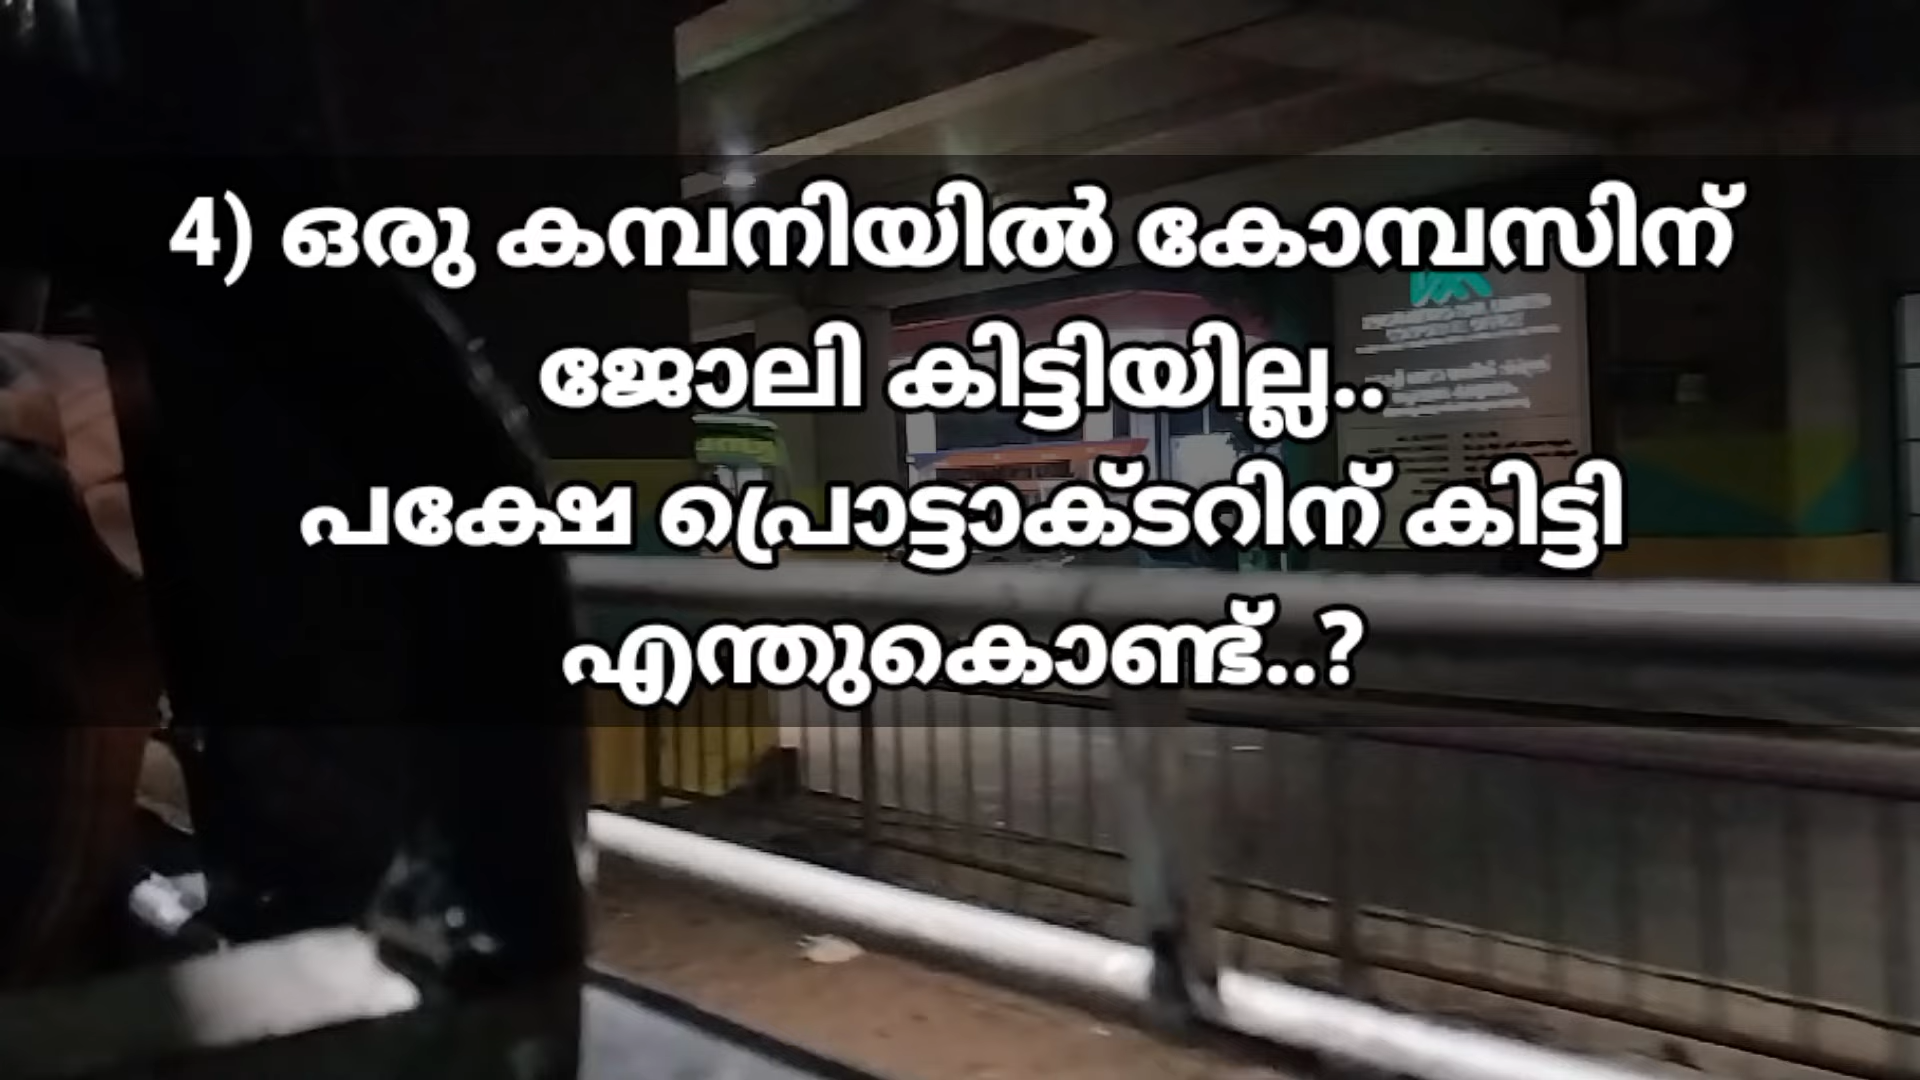 4) ഒരു കമ്പനിയിൽ കോമ്പസിന്
ജോലി കിട്ടിയില്ല..
പക്ഷേ പ്രൊട്ടാക്ടറിന് കിട്ടി
എന്തുകൊണ്ട്..?